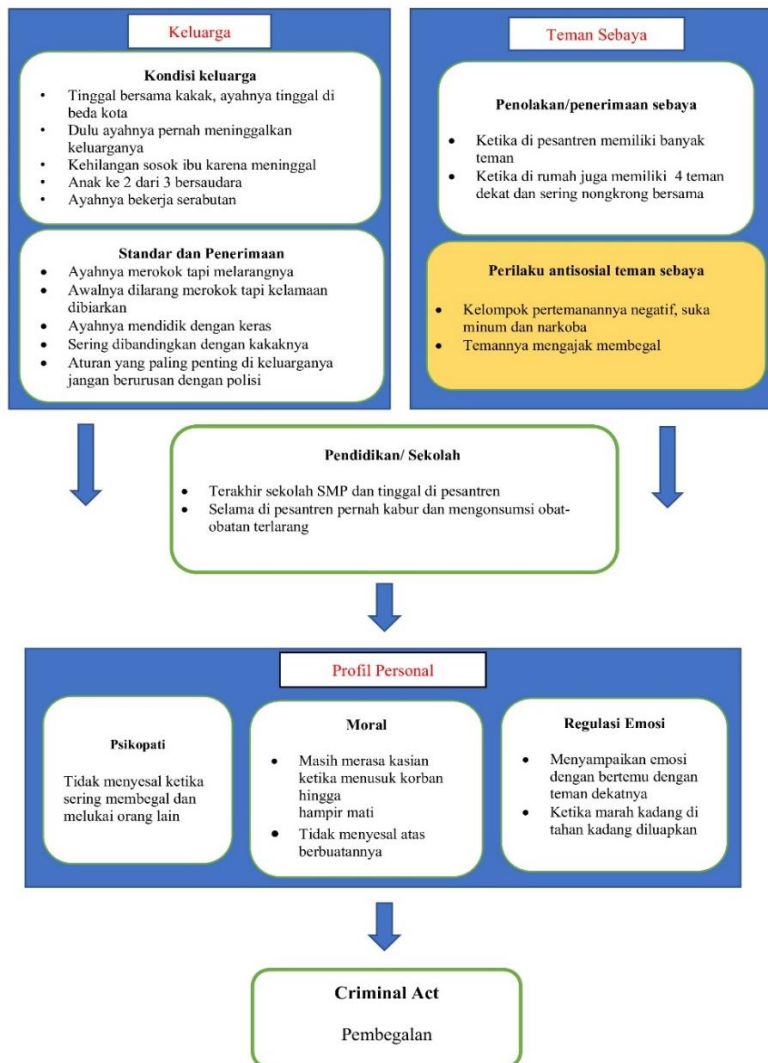 Keluarga
Kondisi keluarga
• Tinggal bersama kakak, ayahnya tinggal di
beda kota
• Dulu ayahnya pernah meninggalkan
keluarganya
• Kehilangan sosok ibu karena meninggal
• Anak ke 2 dari 3 bersaudara
• Ayahnya bekerja serabutan
Standar dan Penerimaan
• Ayahnya merokok tapi melarangnya
• Awalnya dilarang merokok tapi kelamaan
dibiarkan
• Ayahnya mendidik dengan keras
• Sering dibandingkan dengan kakaknya
• Aturan yang paling penting di keluarganya
jangan berurusan dengan polisi
Teman Sebaya
Penolakan/penerimaan sebaya
• Ketika di pesantren memiliki banyak
teman
• Ketika di rumah juga memiliki 4 teman
dekat dan sering nongkrong bersama
Perilaku antisosial teman sebaya
• Kelompok pertemanannya negatif, suka
minum dan narkoba
• Temannya mengajak membegal
Pendidikan/ Sekolah
• Terakhir sekolah SMP dan tinggal di pesantren
• Selama di pesantren pernah kabur dan mengonsumsi obat-
obatan terlarang
Profil Personal
Psikopati
Tidak menyesal ketika
sering membegal dan
melukai orang lain
Moral
• Masih merasa kasian
ketika menusuk korban
hingga
hampir mati
• Tidak menyesal atas
berbuatannya
Regulasi Emosi
• Menyampaikan emosi
dengan bertemu dengan
teman dekatnya
• Ketika marah kadang di
tahan kadang diluapkan
Criminal Act
Pembegalan